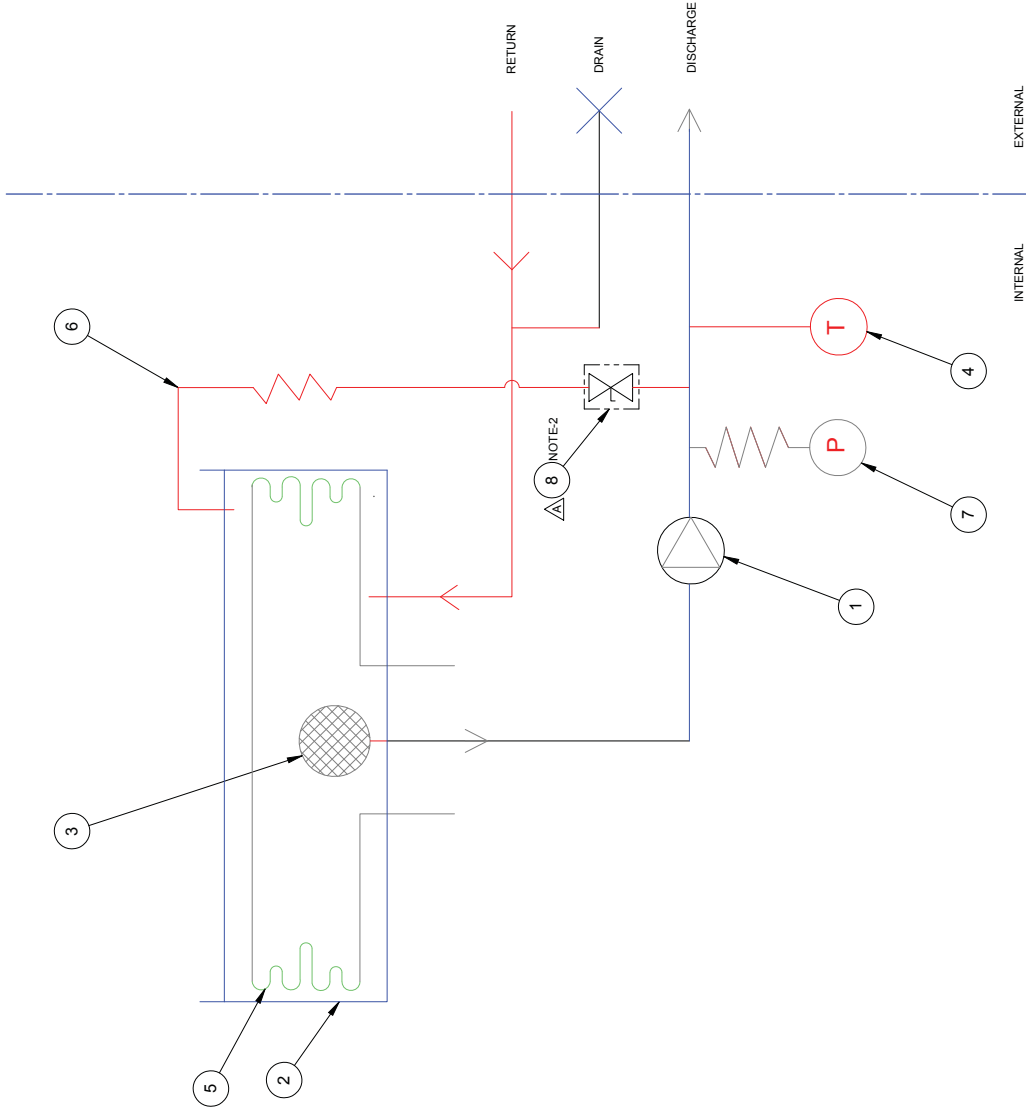 RETURN
DRAIN
DISCHARGE
EXTERNAL
INTERNAL
6
3
5
2
A
8
NOTE-2
T
4
P
7
1